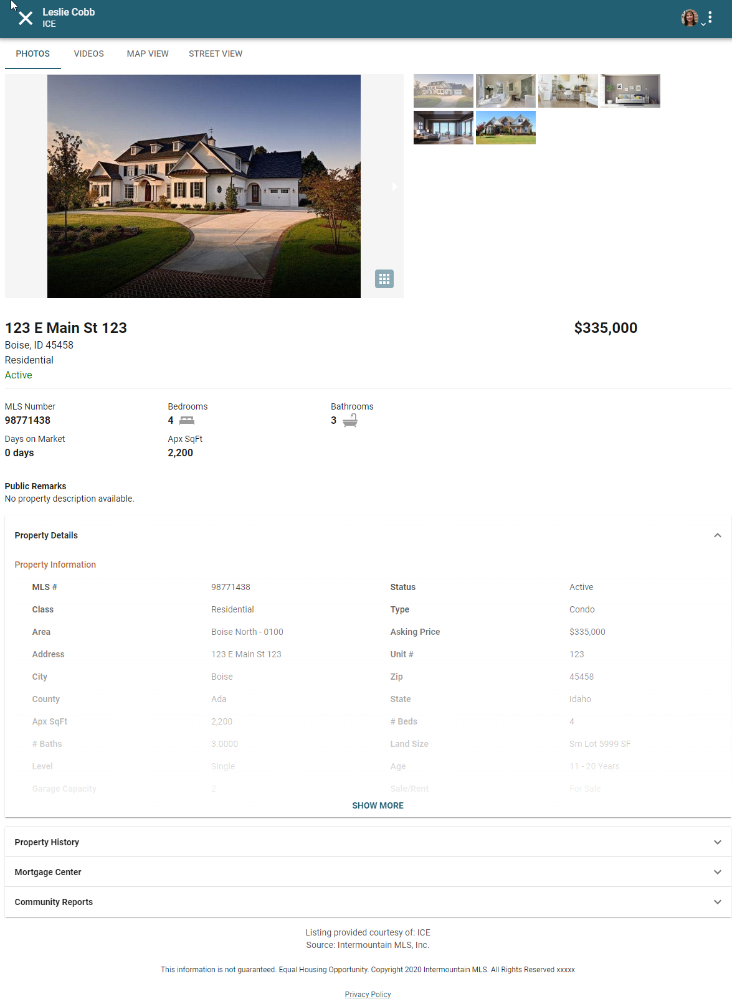 Leslie Cobb
ICE
PHOTOS VIDEOS MAP VIEW STREET VIEW
123 E Main St 123 $335,000
Boise, ID 45458
Residential
Active
MLS Number Bedrooms Bathrooms
98771438 4 3
Days on Market Apx SqFt
0 days 2,200
Public Remarks
No property description available.
Property Details
Property Information
MLS # 98771438 Status Active
Class Residential Type Condo
Area Boise North - 0100 Asking Price $335,000
Address 123 E Main St 123 Unit # 123
City Boise Zip 45458
County Ada State Idaho
Apx SqFt 2,200 # Beds 4
# Baths 3.0000 Land Size Sm Lot 5999 SF
Level Single Age 11 - 20 Years
Garage Capacity 2 Sale/Rent For Sale
SHOW MORE
Property History
Mortgage Center
Community Reports
Listing provided courtesy of: ICE
Source: Intermountain MLS, Inc.
This information is not guaranteed. Equal Housing Opportunity. Copyright 2020 Intermountain MLS. All Rights Reserved xxxxx
Privacy Policy